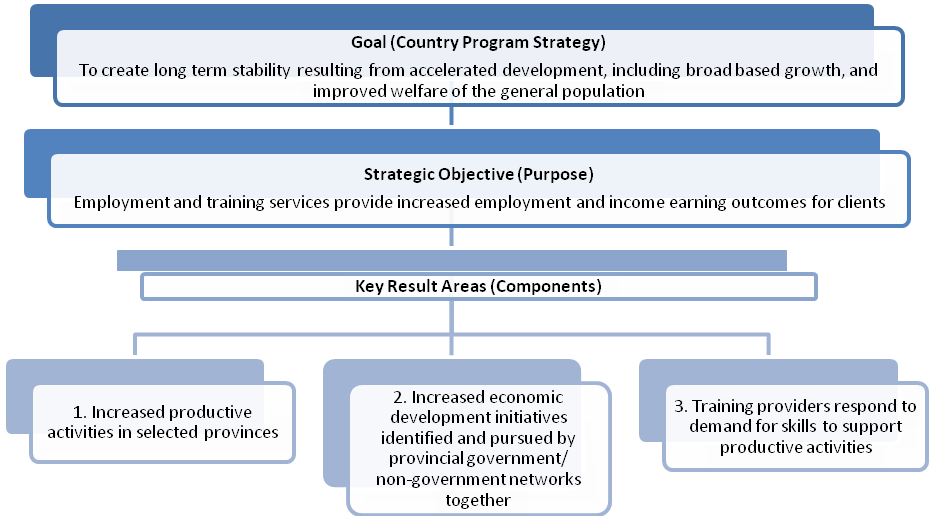 Goal (Country Program Strategy)
To create long term stability resulting from accelerated development, including broad based growth, and
improved welfare of the general population
Strategic Objective (Purpose)
Employment and training services provide increased employment and income earning outcomes for clients
Key Result Areas (Components)
1. Increased productive
activities in selected provinces
2. Increased economic
development initiatives
identified and pursued by
provincial government/
non-government networks
together
3. Training providers respond to
demand for skills to support
productive activities